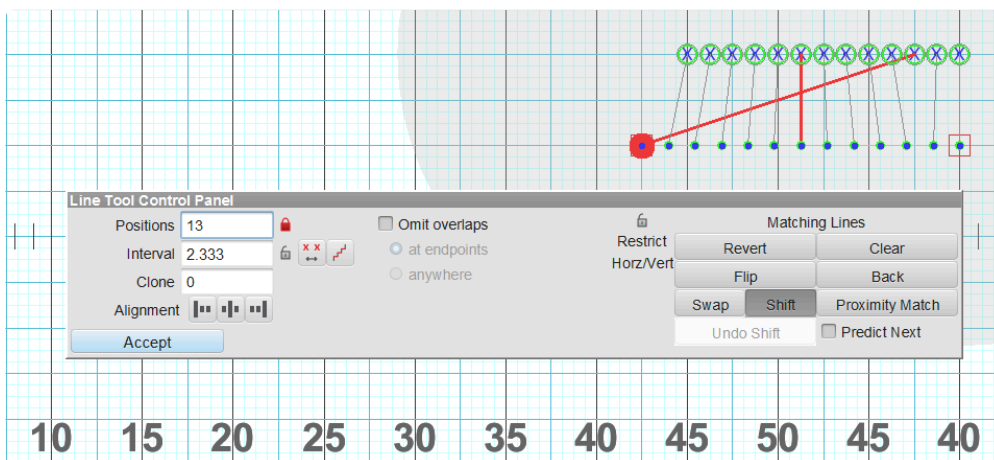 Line Tool Control Panel
Positions 13
Interval 2.333
Clone 0
Alignment
Accept
Omit overlaps
at endpoints
anywhere
Restrict
Horz/Vert
Matching Lines
Revert Clear
Flip Back
Swap Shift Proximity Match
Undo Shift Predict Next
10 15 20 25 30 35 40 45 50 45 40